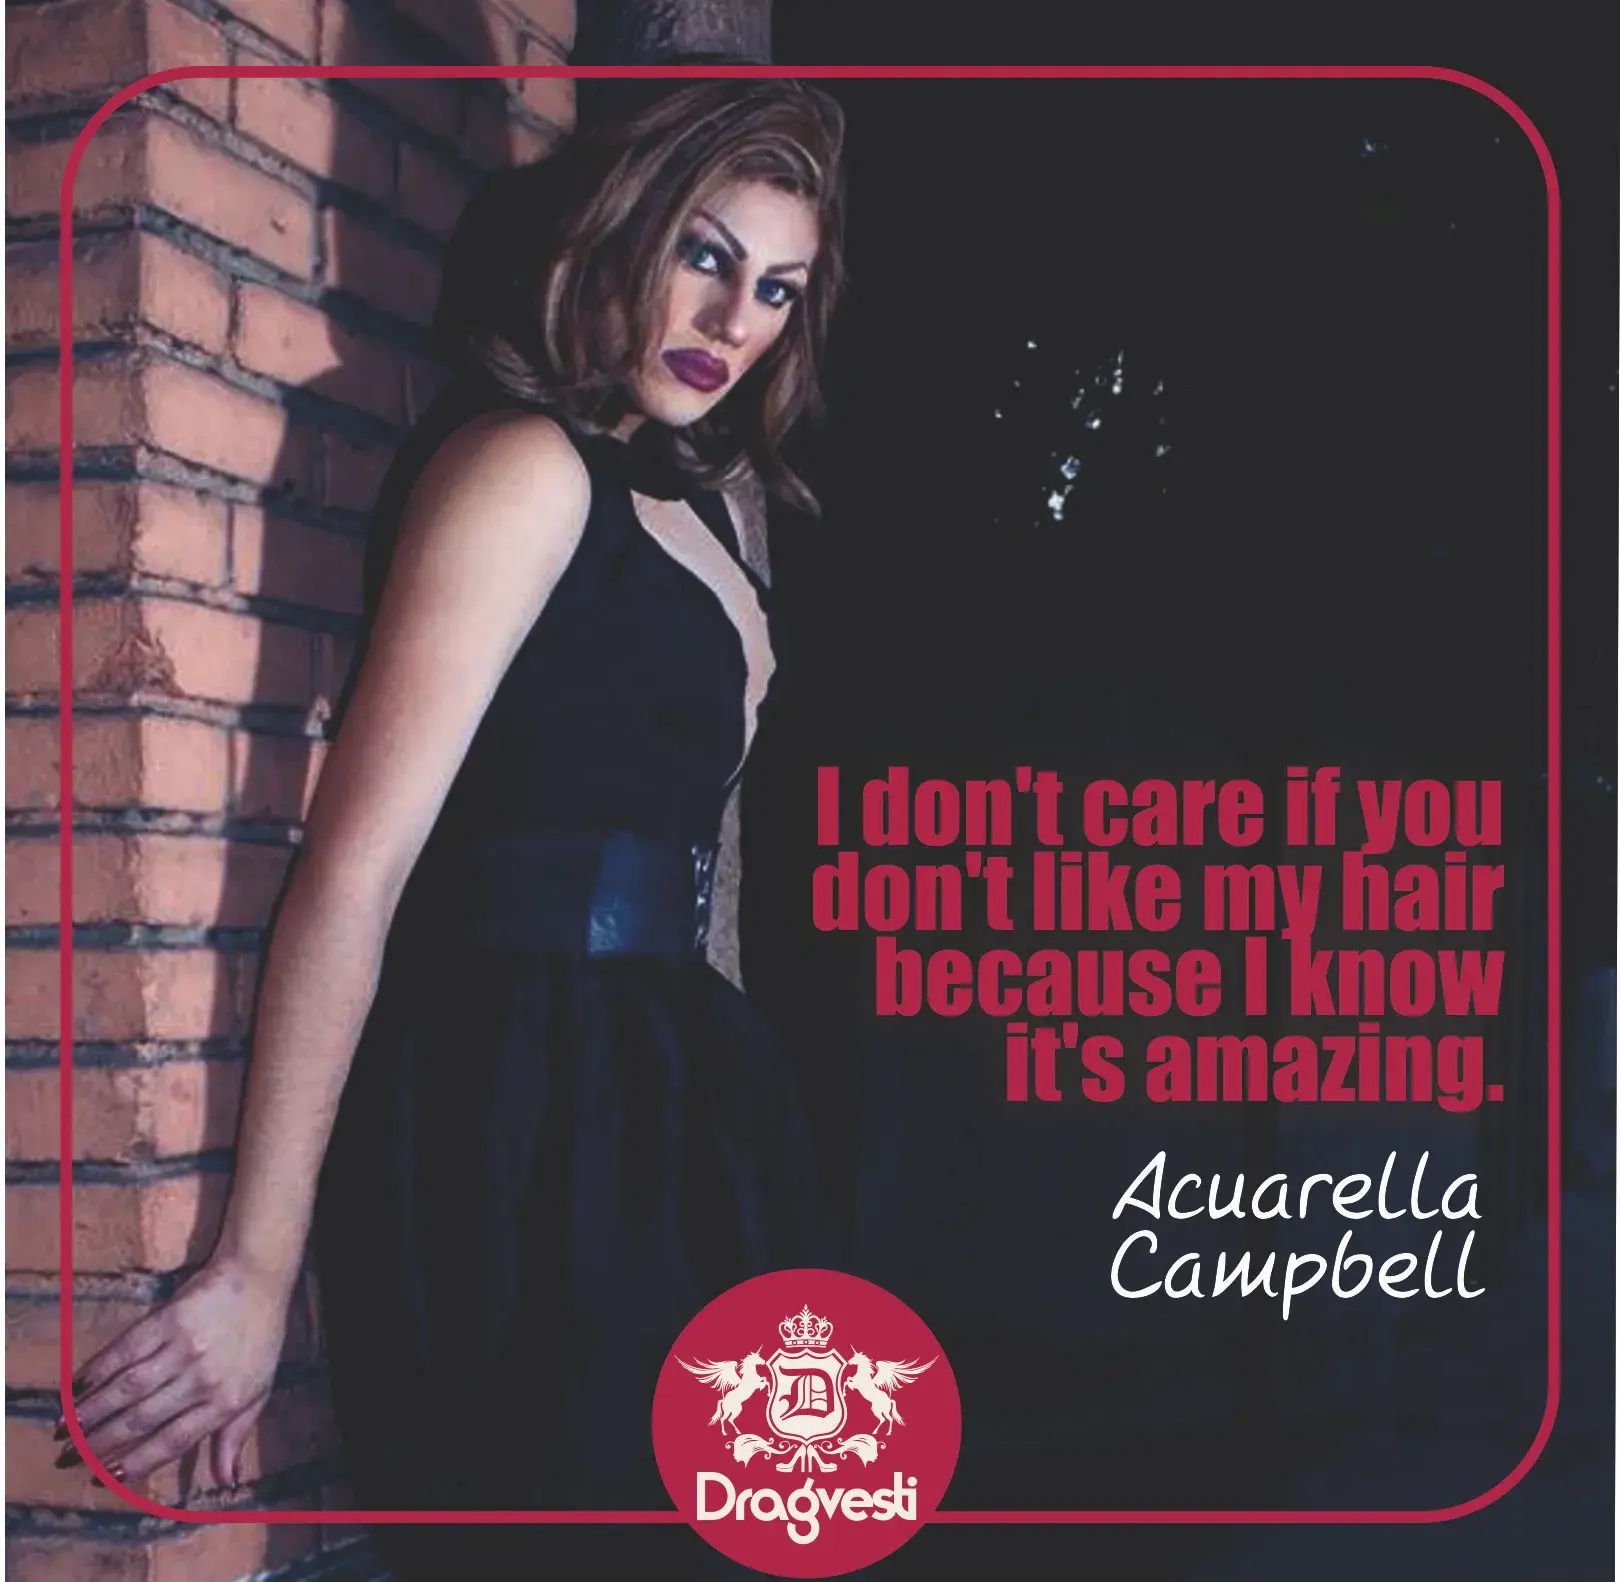 I don't care if you
don't like my hair
because I know
it's amazing.
Acuarella
Campbell
D
Dragvesti